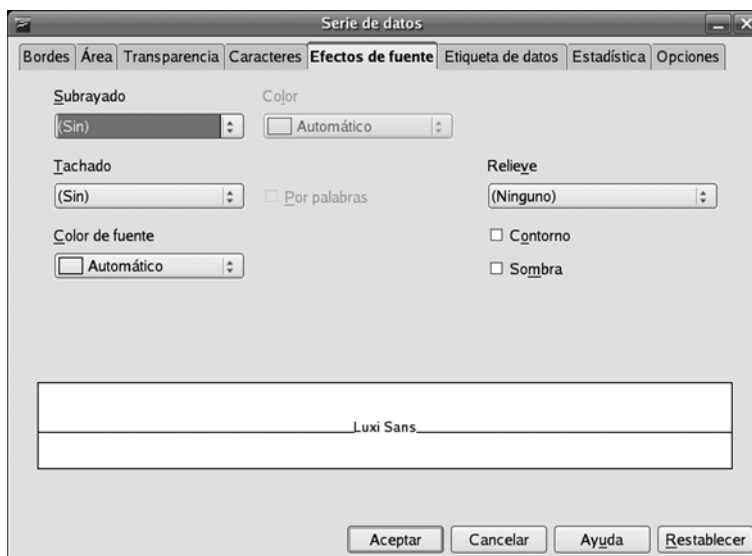 Serie de datos
Bordes Área Transparencia Caracteres Efectos de fuente Etiqueta de datos Estadística Opciones
Subrayado Color
(Sin) Automático
Tachado Relieve
(Sin) Por palabras (Ninguno)
Color de fuente Contorno
Automático Sombra
Luxi Sans
Aceptar Cancelar Ayuda Restablecer